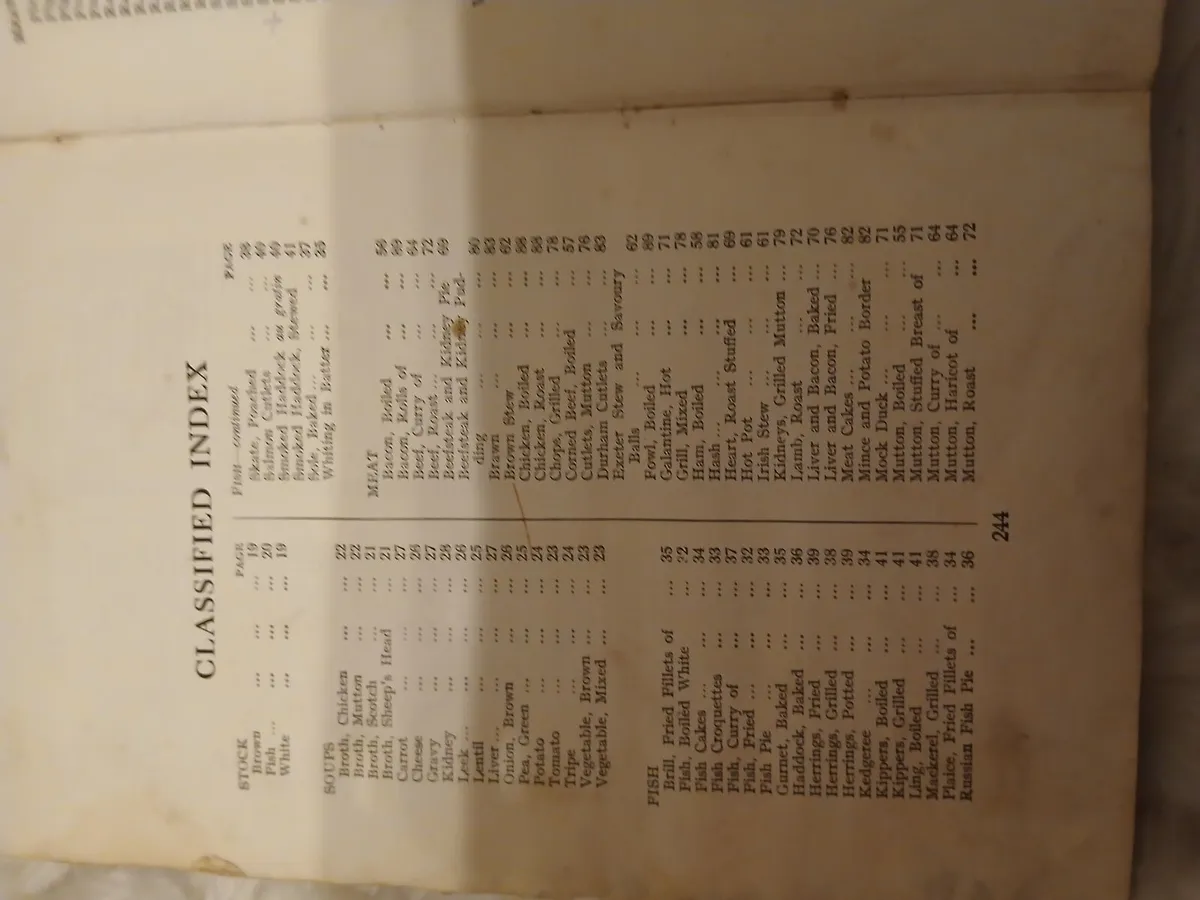 CLASSIFIED INDEX
PAGE
STOCK
Brown ... ... ... 19
Fish ... ... ... 20
White ... ... ... 19
SOUPS
Broth, Chicken ... ... 22
Broth, Mutton ... ... 22
Broth, Scotch ... ... 21
Broth, Sheep's Head ... 21
Carrot ... ... ... 27
Cheese ... ... ... 26
Gravy ... ... ... 27
Kidney ... ... ... 28
Leek ... ... ... 26
Lentil ... ... ... 25
Liver ... ... ... 27
Onion, Brown ... ... 26
Pea, Green ... ... ... 25
Potato ... ... ... 24
Tomato ... ... ... 23
Tripe ... ... ... 24
Vegetable, Brown ... ... 23
Vegetable, Mixed ... ... 23
FISH
Brill, Fried Fillets of ... 35
Fish, Boiled White ... 32
Fish Cakes ... ... ... 34
Fish Croquettes ... ... 33
Fish, Curry of ... ... 37
Fish, Fried ... ... ... 32
Fish Pie ... ... ... 33
Gurnet, Baked ... ... 35
Haddock, Baked ... ... 36
Herrings, Fried ... ... 39
Herrings, Grilled ... ... 38
Herrings, Potted ... ... 39
Kedgeree ... ... ... 34
Kippers, Boiled ... ... 41
Kippers, Grilled ... ... 41
Ling, Boiled ... ... 41
Mackerel, Grilled ... ... 38
Plaice, Fried Fillets of ... 34
Russian Fish Pie ... ... 36
PAGE
FISH—continued
Skate, Poached ... ... 38
Salmon Cutlets ... ... 40
Smoked Haddock au gratin 40
Smoked Haddock, Stewed 41
Sole, Baked ... ... ... 37
Whiting in Batter ... ... 35
MEAT
Bacon, Boiled ... ... 56
Bacon, Rolls of ... ... 89
Beef, Curry of ... ... 64
Beef, Roast ... ... ... 72
Beefsteak and Kidney Pie 69
Beefsteak and Kidney Pud-
ding ... ... ... 80
Brawn ... ... ... 83
Brown Stew ... ... ... 62
Chicken, Boiled ... ... 88
Chicken, Roast ... ... 88
Chops, Grilled ... ... 78
Corned Beef, Boiled ... 57
Cutlets, Mutton ... ... 76
Durham Cutlets ... ... 83
Exeter Stew and Savoury
Balls ... ... ... 62
Fowl, Boiled ... ... 89
Galantine, Hot ... ... 71
Grill, Mixed ... ... 78
Ham, Boiled ... ... 58
Hash ... ... ... 81
Heart, Roast Stuffed ... 69
Hot Pot ... ... ... 61
Irish Stew ... ... ... 61
Kidneys, Grilled Mutton ... 79
Lamb, Roast ... ... 72
Liver and Bacon, Baked ... 70
Liver and Bacon, Fried ... 76
Meat Cakes ... ... ... 82
Mince and Potato Border 82
Mock Duck ... ... ... 71
Mutton, Boiled ... ... 55
Mutton, Stuffed Breast of 71
Mutton, Curry of ... ... 64
Mutton, Haricot of ... 64
Mutton, Roast ... ... 72
244